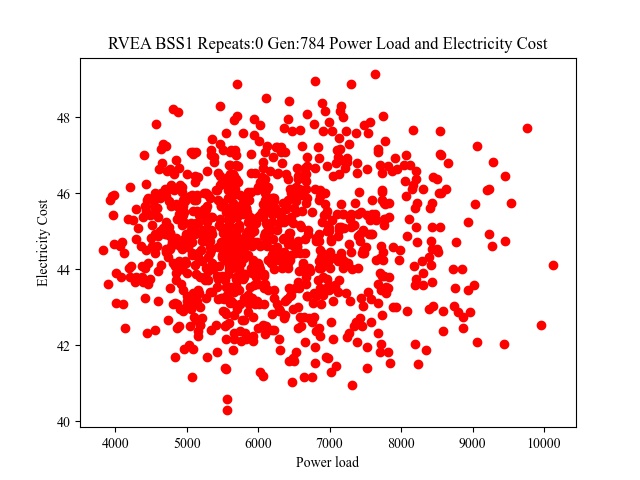 RVEA BSS1 Repeats:0 Gen:784 Power Load and Electricity Cost
48
46
44
42
40
Electricity Cost
4000 5000 6000 7000 8000 9000 10000
Power load